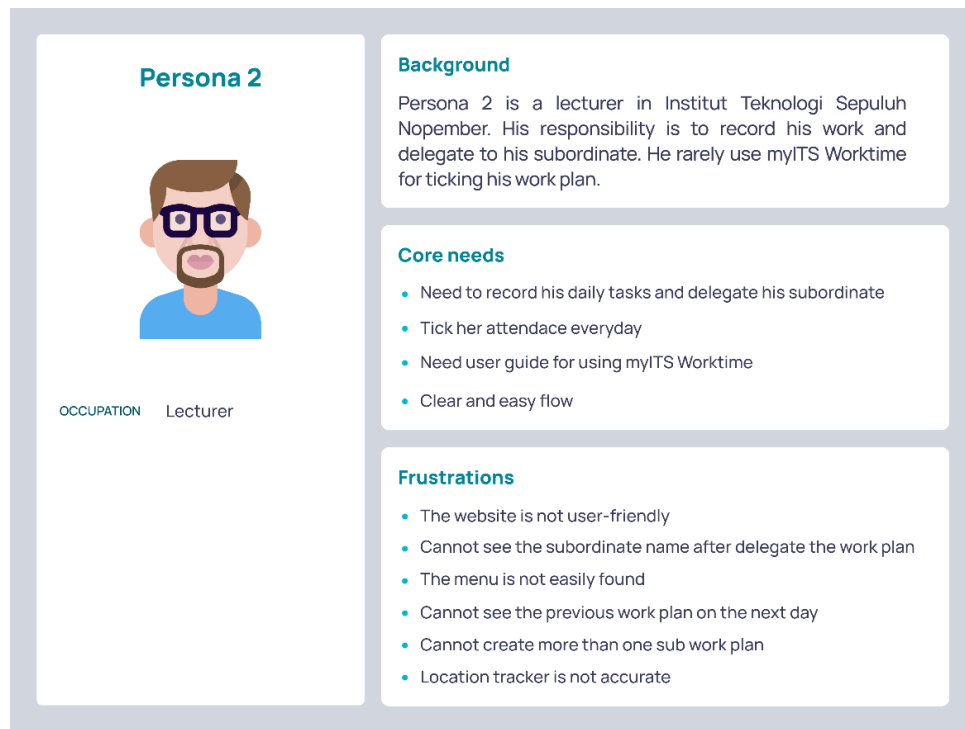 Persona 2
OCCUPATION Lecturer
Background
Persona 2 is a lecturer in Institut Teknologi Sepuluh
Nopember. His responsibility is to record his work and
delegate to his subordinate. He rarely use myITS Worktime
for ticking his work plan.
Core needs
• Need to record his daily tasks and delegate his subordinate
• Tick her attendace everyday
• Need user guide for using myITS Worktime
• Clear and easy flow
Frustrations
• The website is not user-friendly
• Cannot see the subordinate name after delegate the work plan
• The menu is not easily found
• Cannot see the previous work plan on the next day
• Cannot create more than one sub work plan
• Location tracker is not accurate